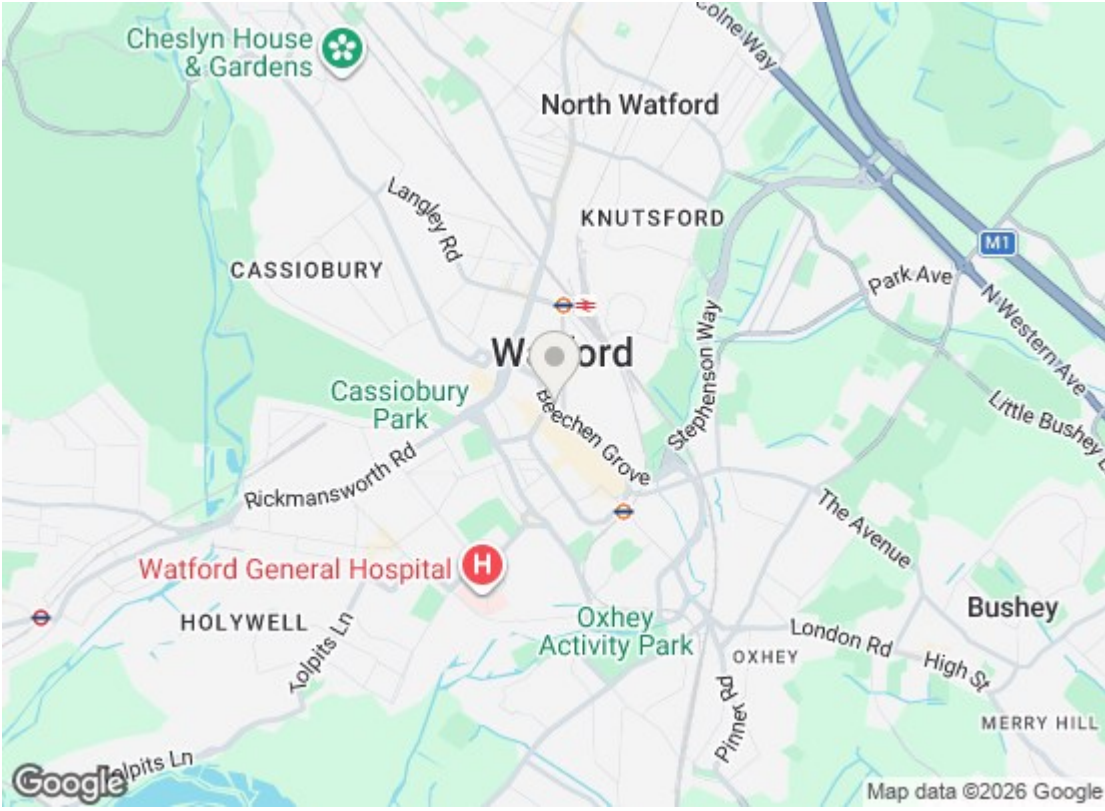 Colne Way
Cheslyn House
& Gardens
North Watford
Langley Rd
KNUTSFORD
M1
CASSIOBURY
Park Ave
N Western Ave
Stephenson Way
Cassiobury
Park
Beechen Grove
Little Bushey
Rickmansworth Rd
The Avenue
Watford General Hospital
H
Bushey
HOLYWELL
Oxhey
Activity Park
London Rd
OXHEY
High St
Tolpits Ln
Pinner Rd
MERRY HILL
olpits Ln
Google
Map data ©2026 Google